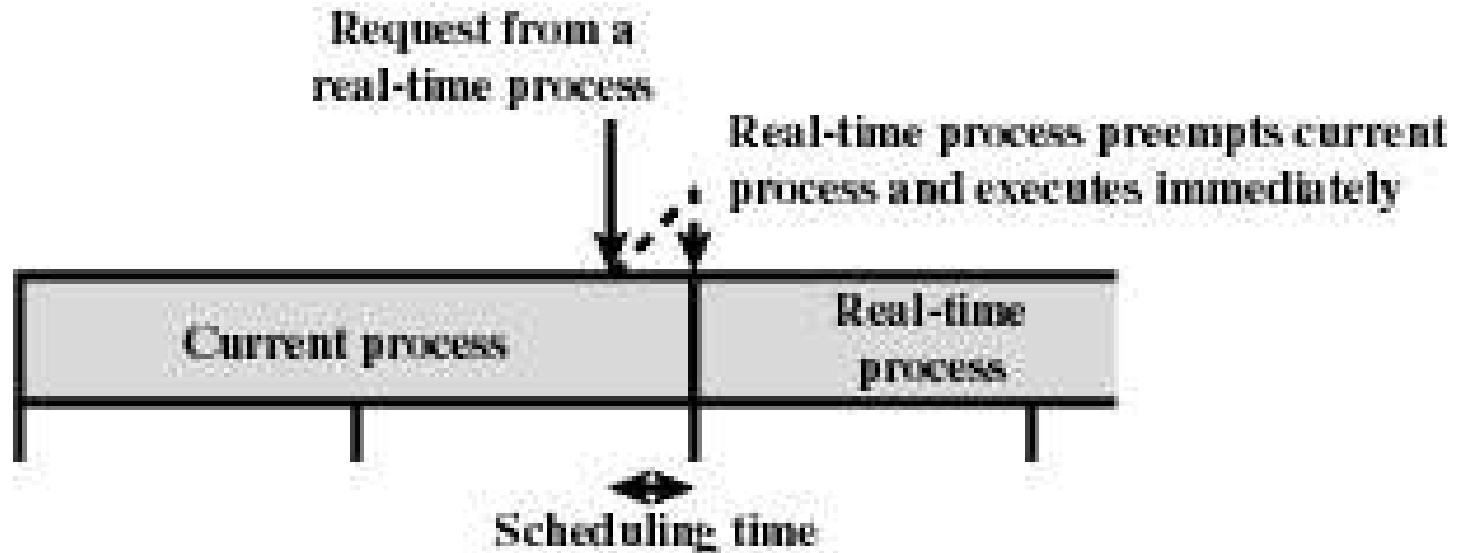 Request from a
real-time process
Real-time process preempts current
process and executes immediately
Current process
Real-time
process
Scheduling time